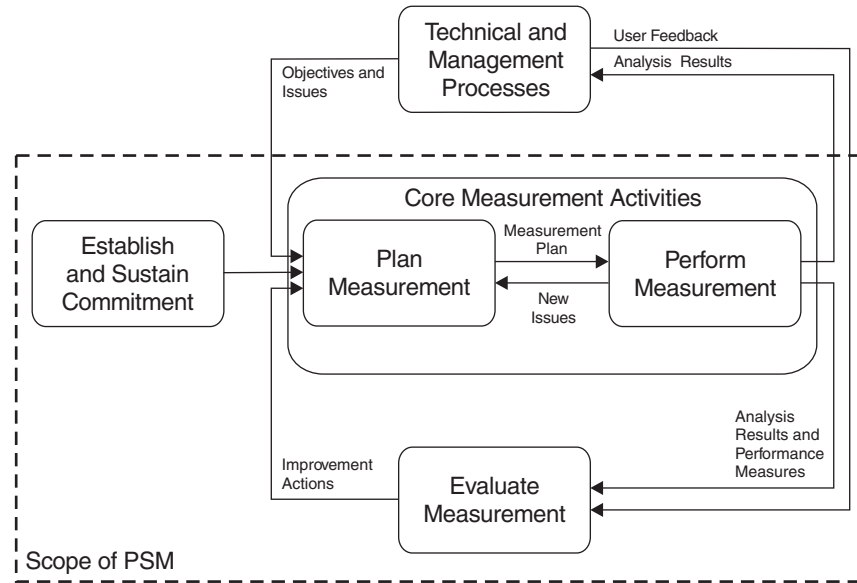 Technical and
Management
Processes
User Feedback
Analysis Results
Objectives and
Issues
Core Measurement Activities
Establish
and Sustain
Commitment
Plan
Measurement
Measurement
Plan
New
Issues
Perform
Measurement
Improvement
Actions
Evaluate
Measurement
Analysis
Results and
Performance
Measures
Scope of PSM